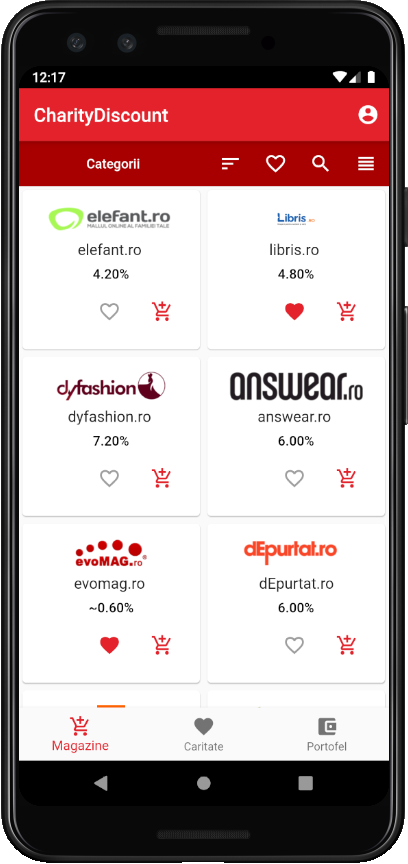 12:17
CharityDiscount
Categorii
elefant.ro
MALLUL ONLINE AL FAMILIEI TALE
elefant.ro
4.20%
Libris
libris.ro
4.80%
dyfashion
dyfashion.ro
7.20%
answear.ro
answear.ro
6.00%
evoMAG.ro
evomag.ro
~0.60%
dEpurtat.ro
dEpurtat.ro
6.00%
Magazine
Caritate
Portofel